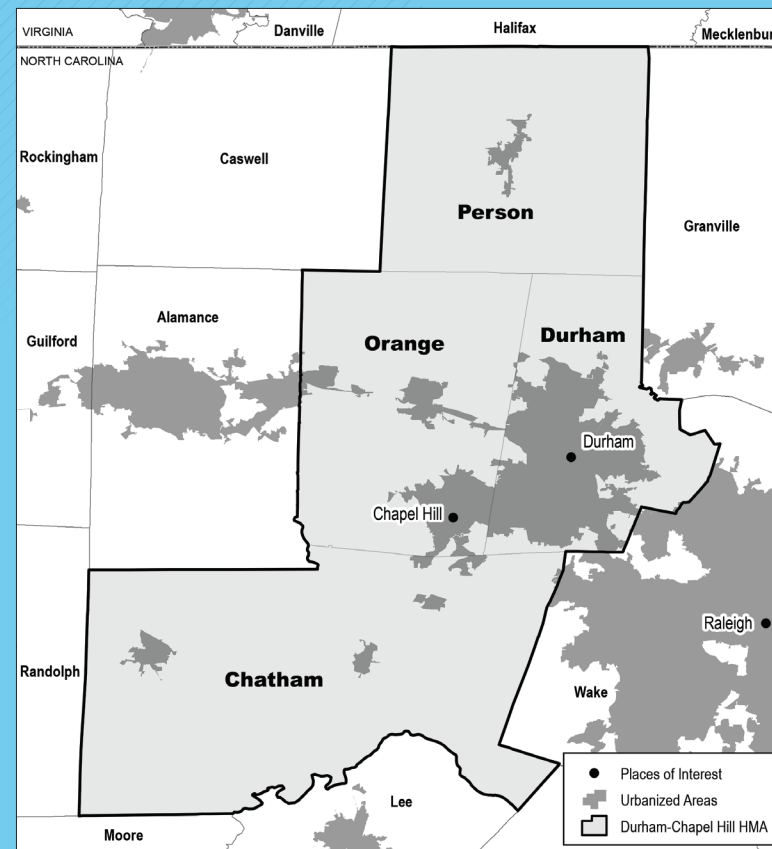 VIRGINIA
Danville
Halifax
Mecklenbur
NORTH CAROLINA
Rockingham
Caswell
Person
Granville
Guilford
Alamance
Orange
Durham
Durham
Chapel Hill
Raleigh
Randolph
Chatham
Wake
Lee
Moore
Places of Interest
Urbanized Areas
Durham-Chapel Hill HMA